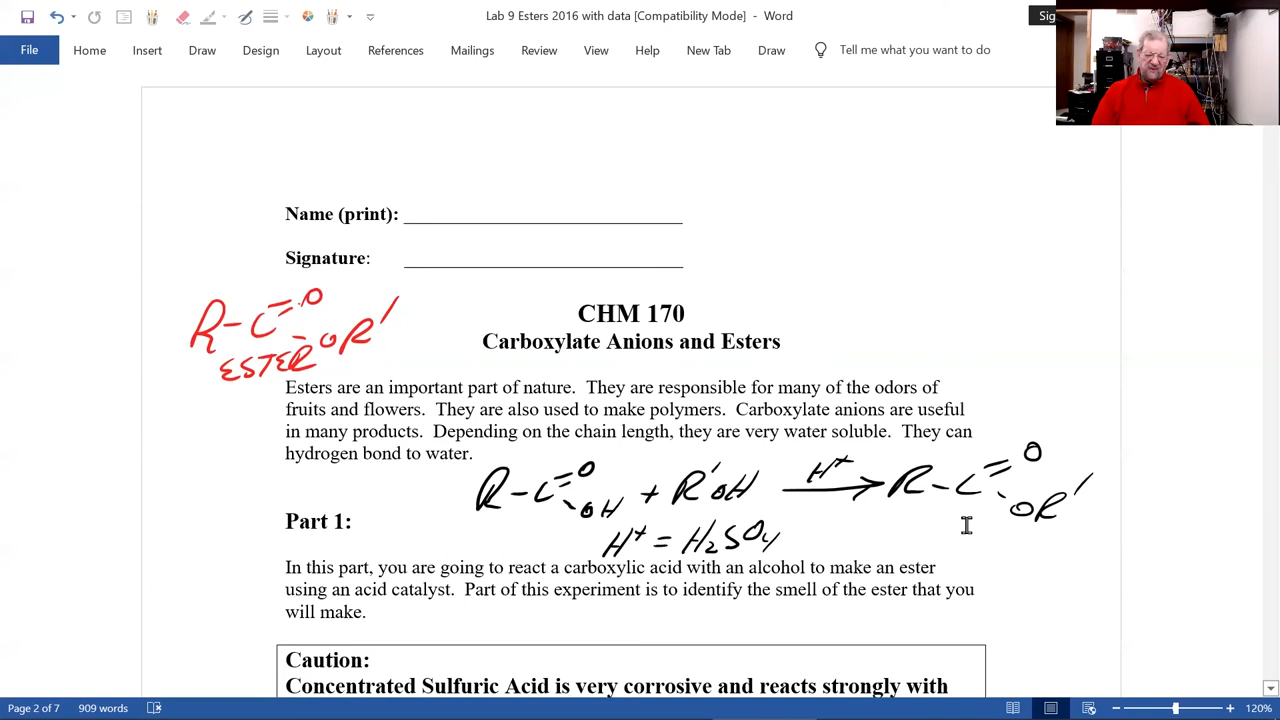 Lab 9 Esters 2016 with data [Compatibility Mode] - Word
File Home Insert Draw Design Layout References Mailings Review View Help New Tab Draw Tell me what you want to do
Name (print): ____________________
Signature: ____________________
R-C=O
OR'
ESTER
CHM 170
Carboxylate Anions and Esters
Esters are an important part of nature. They are responsible for many of the odors of
fruits and flowers. They are also used to make polymers. Carboxylate anions are useful
in many products. Depending on the chain length, they are very water soluble. They can
hydrogen bond to water.
R-C=O
OH + R'OH H+ → R-C=O
OR'
H+ = H2SO4
Part 1:
In this part, you are going to react a carboxylic acid with an alcohol to make an ester
using an acid catalyst. Part of this experiment is to identify the smell of the ester that you
will make.
Caution:
Concentrated Sulfuric Acid is very corrosive and reacts strongly with
Page 2 of 7 909 words 120%